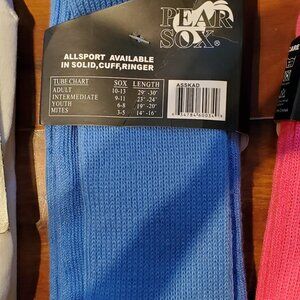 PEAR
SOX®
ALLSPORT AVAILABLE
IN SOLID,CUFF,RINGER
TUBE CHART SOX LENGTH
ADULT 10-13 29"-30"
INTERMEDIATE 9-11 23"-24"
YOUTH 6-8 19"-20"
MITES 3-5 14"-16"
ASSKAD